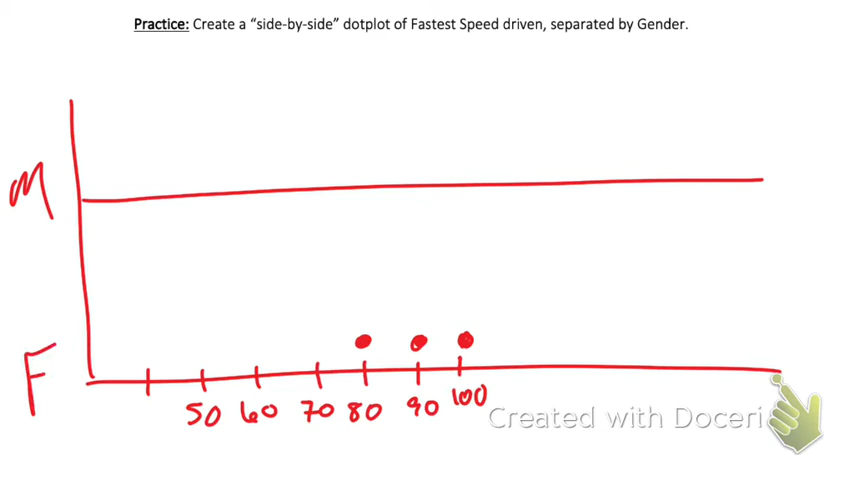 Practice: Create a “side-by-side” dotplot of Fastest Speed driven, separated by Gender.
M
F
50 60 70 80 90 100
Created with Doceri